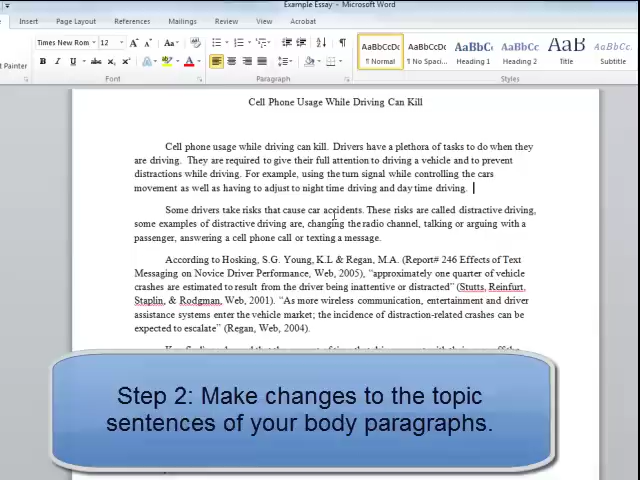 Example Essay - Microsoft Word
Insert Page Layout References Mailings Review View Acrobat
Times New Rom 12 Aa
AaBbCcDc AaBbCcDc AaBbCc AaBbCc AaB AaBbCc
Painter B I U abc x₂ x² A ¶ Normal ¶ No Spaci... Heading 1 Heading 2 Title Subtitle
Font Paragraph Styles
Cell Phone Usage While Driving Can Kill
Cell phone usage while driving can kill. Drivers have a plethora of tasks to do when they
are driving. They are required to give their full attention to driving a vehicle and to prevent
distractions while driving. For example, using the turn signal while controlling the cars
movement as well as having to adjust to night time driving and day time driving.
Some drivers take risks that cause car accidents. These risks are called distractive driving,
some examples of distractive driving are, changing the radio channel, talking or arguing with a
passenger, answering a cell phone call or texting a message.
According to Hosking, S.G. Young, K.L & Regan, M.A. (Report# 246 Effects of Text
Messaging on Novice Driver Performance, Web, 2005), “approximately one quarter of vehicle
crashes are estimated to result from the driver being inattentive or distracted” (Stutts, Reinfurt,
Staplin, & Rodgman, Web, 2001). “As more wireless communication, entertainment and driver
assistance systems enter the vehicle market; the incidence of distraction-related crashes can be
expected to escalate” (Regan, Web, 2004).
Step 2: Make changes to the topic
sentences of your body paragraphs.